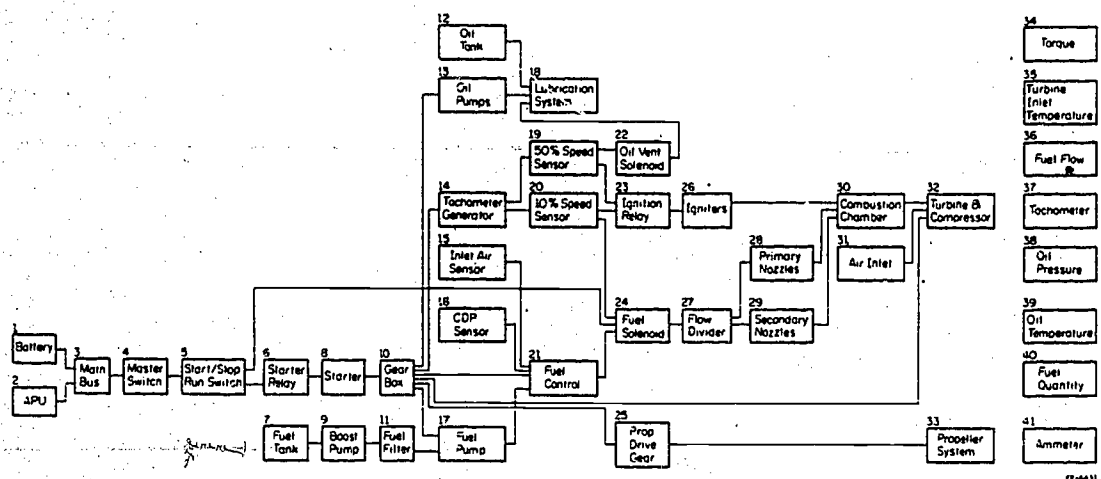 1
Battery
2
APU
3
Main
Bus
4
Master
Switch
5
Start/Stop
Run Switch
6
Starter
Relay
7
Fuel
Tank
8
Starter
9
Boost
Pump
10
Gear
Box
11
Fuel
Filter
12
Oil
Tank
13
Oil
Pumps
14
Tachometer
Generator
15
Inlet Air
Sensor
16
CDP
Sensor
17
Fuel
Pump
18
Lubrication
System
19
50% Speed
Sensor
20
10% Speed
Sensor
21
Fuel
Control
22
Oil Vent
Solenoid
23
Ignition
Relay
24
Fuel
Solenoid
25
Prop
Drive
Gear
26
Igniters
27
Flow
Divider
28
Primary
Nozzles
29
Secondary
Nozzles
30
Combustion
Chamber
31
Air Inlet
32
Turbine &
Compressor
33
Propeller
System
34
Torque
35
Turbine
Inlet
Temperature
36
Fuel Flow
37
Tachometer
38
Oil
Pressure
39
Oil
Temperature
40
Fuel
Quantity
41
Ammeter